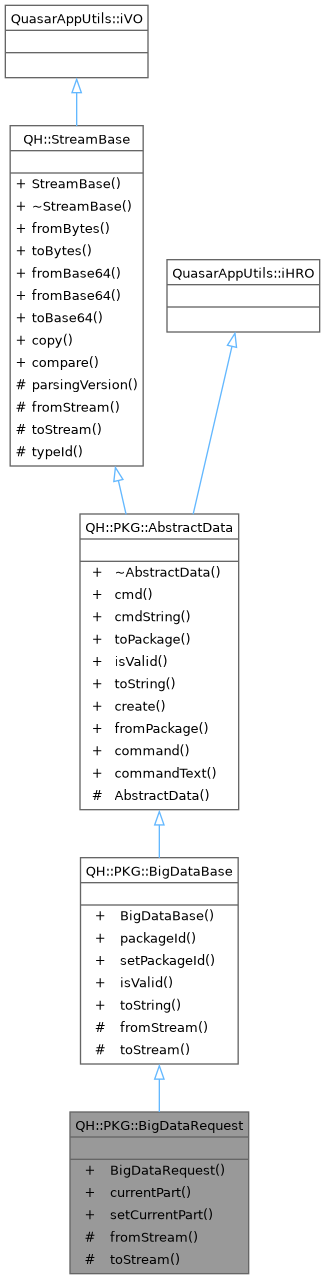 QuasarAppUtils::iVO
QH::StreamBase
+ StreamBase()
+ ~StreamBase()
+ fromBytes()
+ toBytes()
+ fromBase64()
+ fromBase64()
+ toBase64()
+ copy()
+ compare()
# parsingVersion()
# fromStream()
# toStream()
# typeId()
QuasarAppUtils::iHRO
QH::PKG::AbstractData
+ ~AbstractData()
+ cmd()
+ cmdString()
+ toPackage()
+ isValid()
+ toString()
+ create()
+ fromPackage()
+ command()
+ commandText()
# AbstractData()
QH::PKG::BigDataBase
+ BigDataBase()
+ packageId()
+ setPackageId()
+ isValid()
+ toString()
# fromStream()
# toStream()
QH::PKG::BigDataRequest
+ BigDataRequest()
+ currentPart()
+ setCurrentPart()
# fromStream()
# toStream()